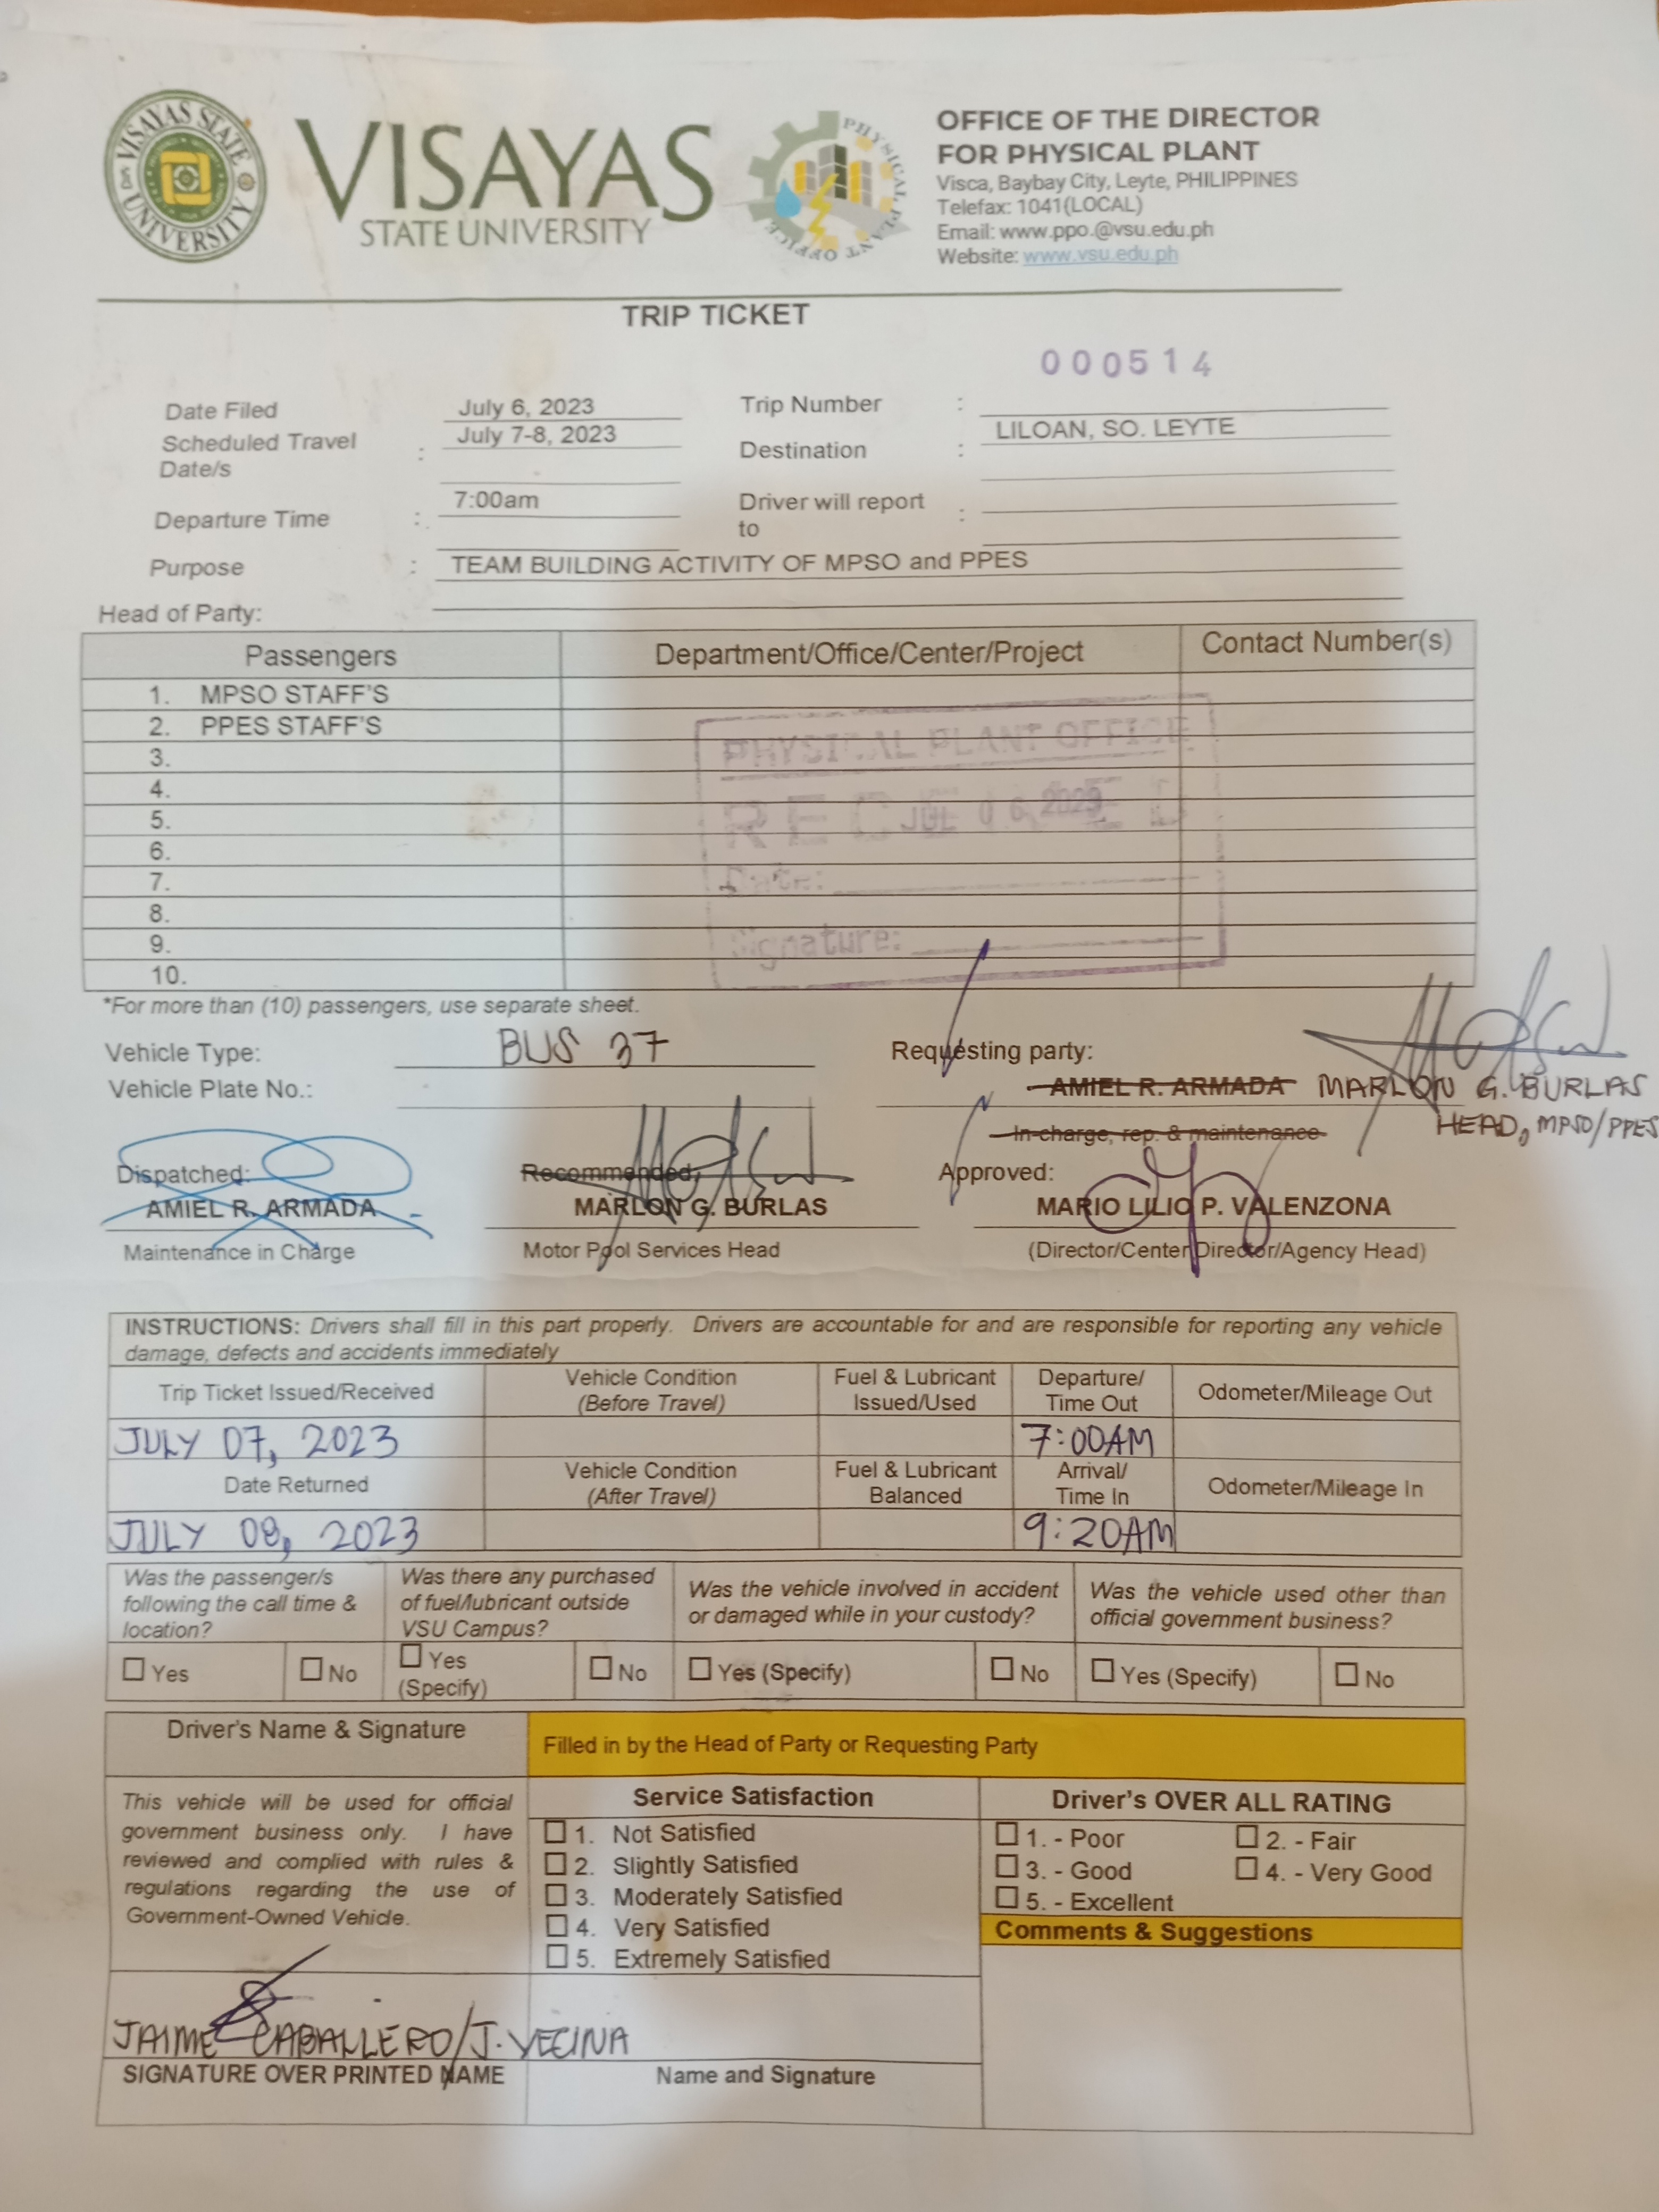 VISAYAS STATE UNIVERSITY
VISAYAS
STATE UNIVERSITY
PHYSICAL PLANT OFFICE
OFFICE OF THE DIRECTOR
FOR PHYSICAL PLANT
Visca, Baybay City, Leyte, PHILIPPINES
Telefax: 1041(LOCAL)
Email: www.ppo.@vsu.edu.ph
Website: www.vsu.edu.ph
TRIP TICKET
000514
Date Filed July 6, 2023 Trip Number :
Scheduled Travel Date/s : July 7-8, 2023 Destination : LILOAN, SO. LEYTE
Departure Time : 7:00am Driver will report to :
Purpose : TEAM BUILDING ACTIVITY OF MPSO and PPES
Head of Party:
Passengers Department/Office/Center/Project Contact Number(s)
1. MPSO STAFF'S
2. PPES STAFF'S
3.
4.
5.
6.
7.
8.
9.
10.
PHYSICAL PLANT OFFICE
JUL 06 2023
Date:
Signature:
*For more than (10) passengers, use separate sheet.
Vehicle Type: BUS 37 Requesting party:
Vehicle Plate No.: AMIEL R. ARMADA MARLON G. BURLAS
In-charge, rep. & maintenance HEAD, MPSO/PPES
Dispatched: Recommended: Approved:
AMIEL R. ARMADA MARLON G. BURLAS MARIO LILIO P. VALENZONA
Maintenance in Charge Motor Pool Services Head (Director/Center Director/Agency Head)
INSTRUCTIONS: Drivers shall fill in this part properly. Drivers are accountable for and are responsible for reporting any vehicle
damage, defects and accidents immediately
Trip Ticket Issued/Received Vehicle Condition (Before Travel) Fuel & Lubricant Issued/Used Departure/ Time Out Odometer/Mileage Out
JULY 07, 2023 7:00AM
Date Returned Vehicle Condition (After Travel) Fuel & Lubricant Balanced Arrival/ Time In Odometer/Mileage In
JULY 08, 2023 9:20AM
Was the passenger/s following the call time & location?
Was there any purchased of fuel/lubricant outside VSU Campus?
Was the vehicle involved in accident or damaged while in your custody?
Was the vehicle used other than official government business?
Yes No Yes (Specify) No Yes (Specify) No Yes (Specify) No
Driver's Name & Signature
Filled in by the Head of Party or Requesting Party
This vehicle will be used for official
government business only. I have
reviewed and complied with rules &
regulations regarding the use of
Government-Owned Vehicle.
Service Satisfaction
1. Not Satisfied
2. Slightly Satisfied
3. Moderately Satisfied
4. Very Satisfied
5. Extremely Satisfied
Driver's OVER ALL RATING
1. - Poor 2. - Fair
3. - Good 4. - Very Good
5. - Excellent
Comments & Suggestions
JAIME CABALLERO/J. VECINA
SIGNATURE OVER PRINTED NAME
Name and Signature